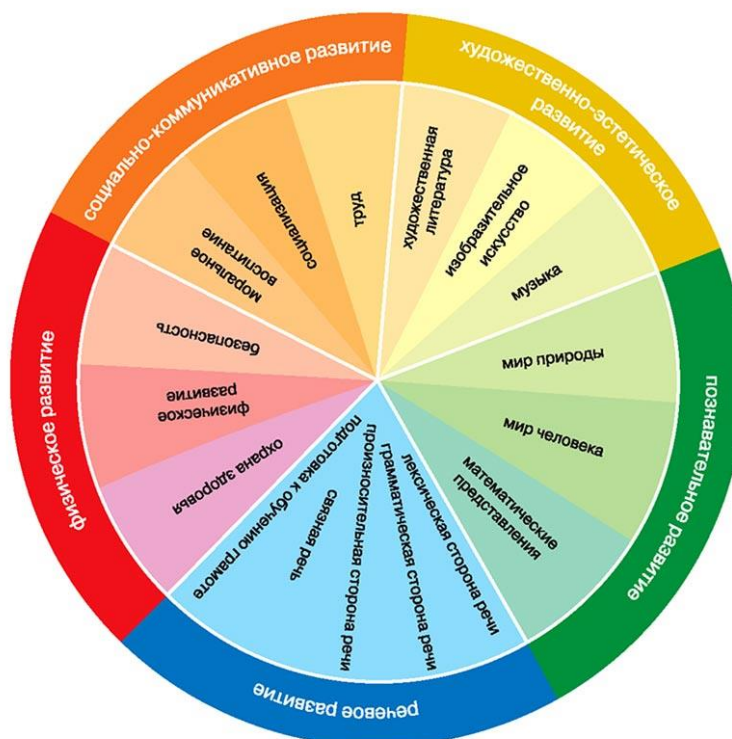 социально-коммуникативное развитие
моральное
воспитание
социализация
труд
художественно-эстетическое
развитие
художественная
литература
изобразительное
искусство
музыка
познавательное развитие
мир природы
мир человека
математические
представления
речевое развитие
лексическая сторона речи
грамматическая сторона речи
произносительная сторона речи
связная речь
подготовка к обучению грамоте
физическое развитие
охрана здоровья
физическое
развитие
безопасность